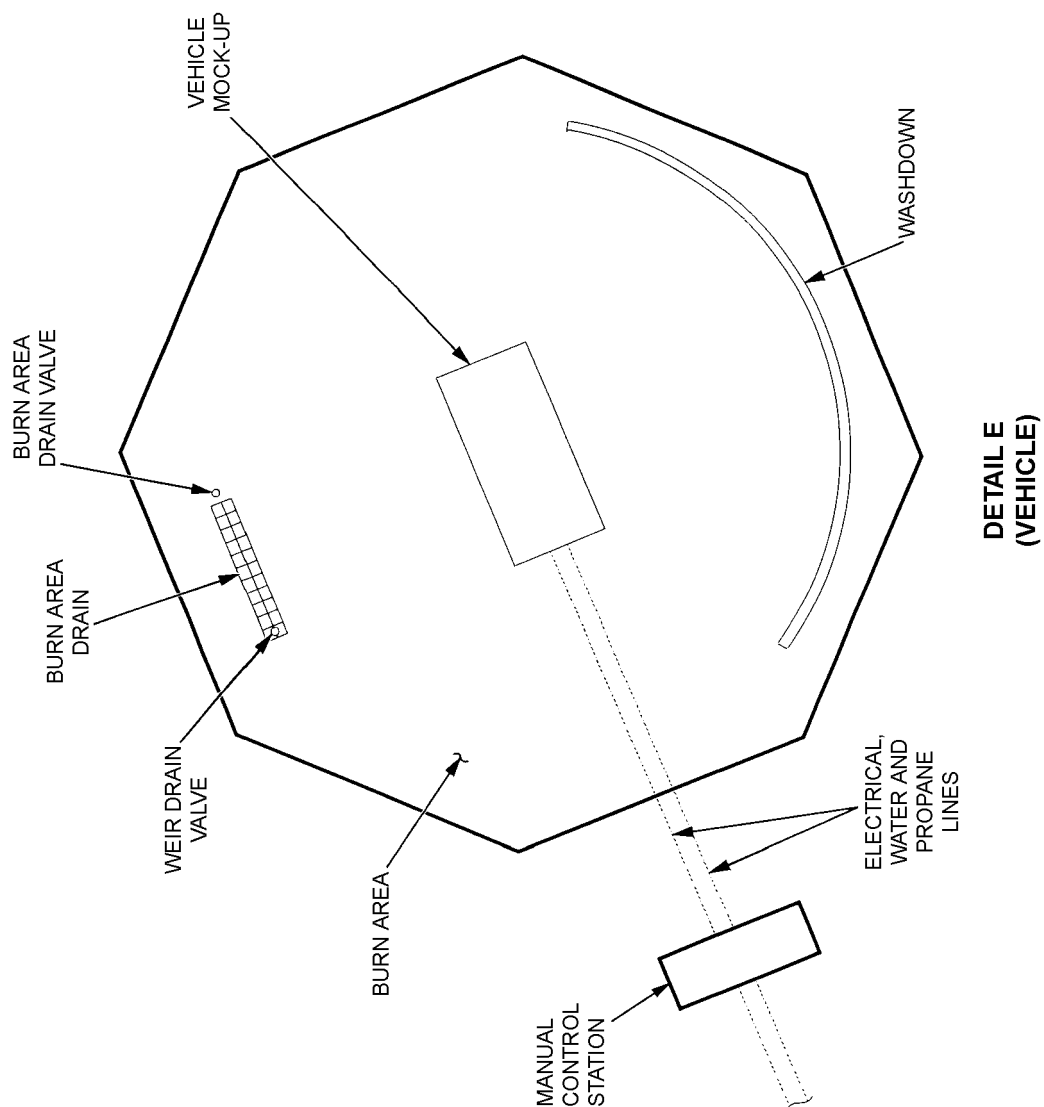 VEHICLE
MOCK-UP
BURN AREA
DRAIN VALVE
BURN AREA
DRAIN
WEIR DRAIN
VALVE
BURN AREA
MANUAL
CONTROL
STATION
ELECTRICAL,
WATER AND
PROPANE
LINES
WASHDOWN
DETAIL E
(VEHICLE)